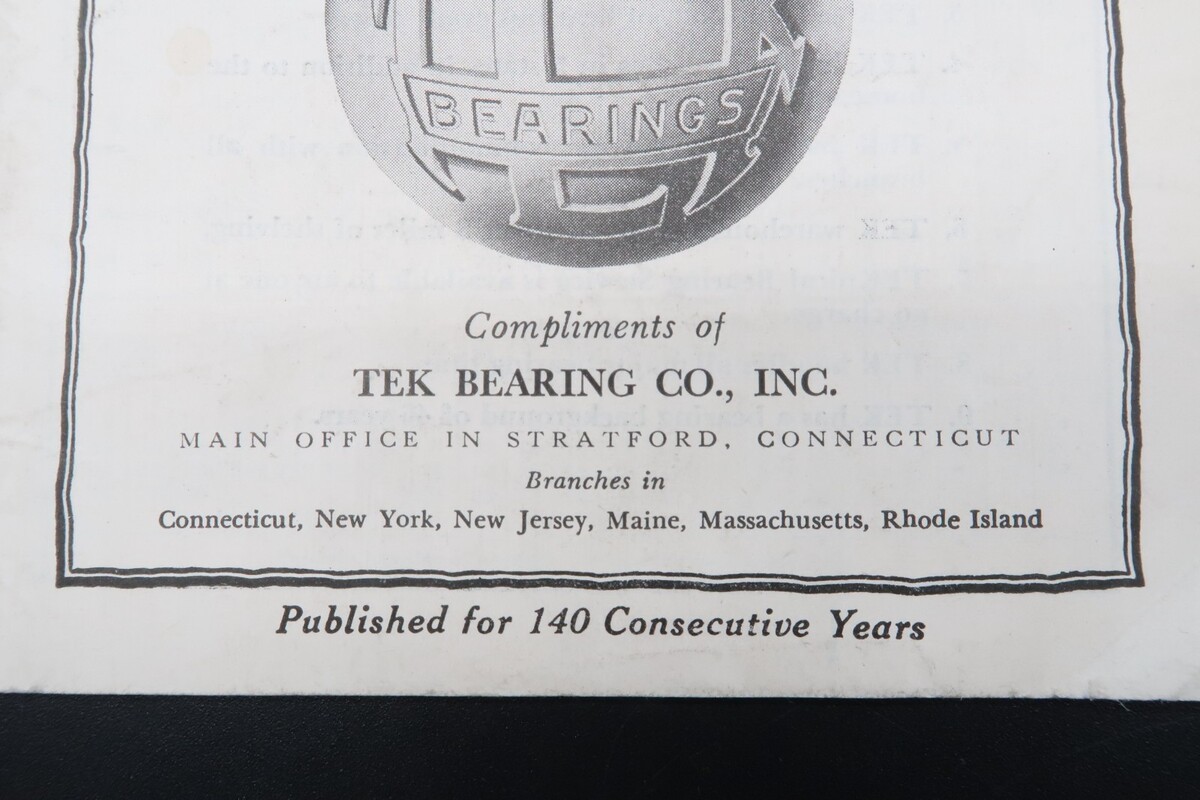 BEARINGS
Compliments of
TEK BEARING CO., INC.
MAIN OFFICE IN STRATFORD, CONNECTICUT
Branches in
Connecticut, New York, New Jersey, Maine, Massachusetts, Rhode Island
Published for 140 Consecutive Years